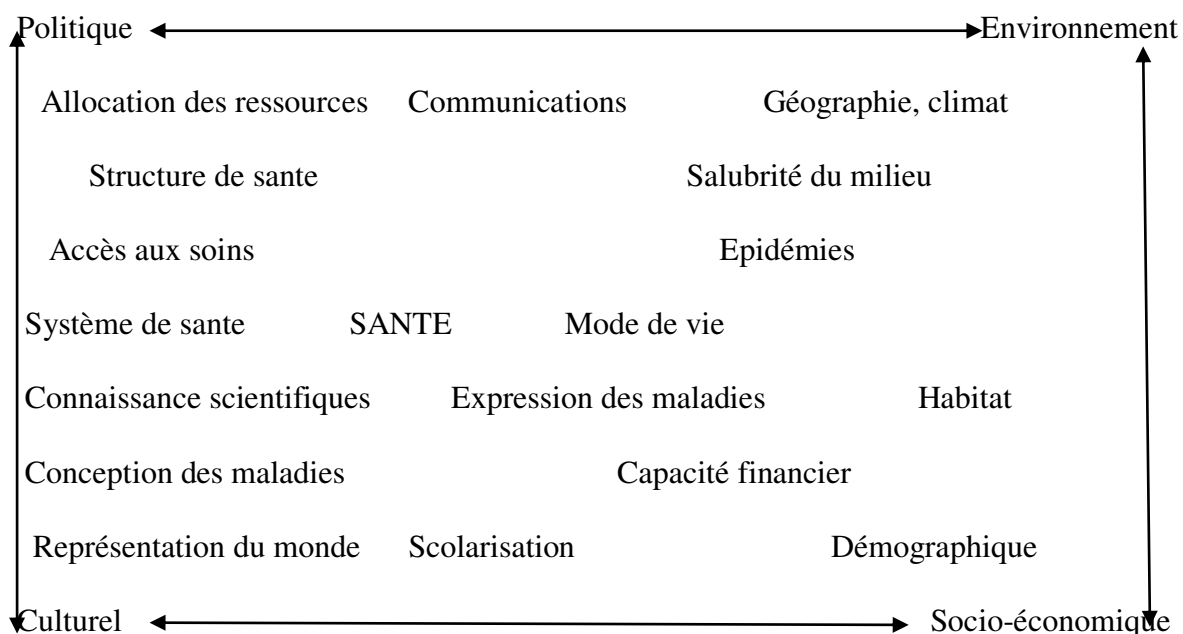 Politique Environnement
Allocation des ressources Communications Géographie, climat
Structure de sante Salubrité du milieu
Accès aux soins Epidémies
Système de sante SANTE Mode de vie
Connaissance scientifiques Expression des maladies Habitat
Conception des maladies Capacité financier
Représentation du monde Scolarisation Démographique
Culturel Socio-économique